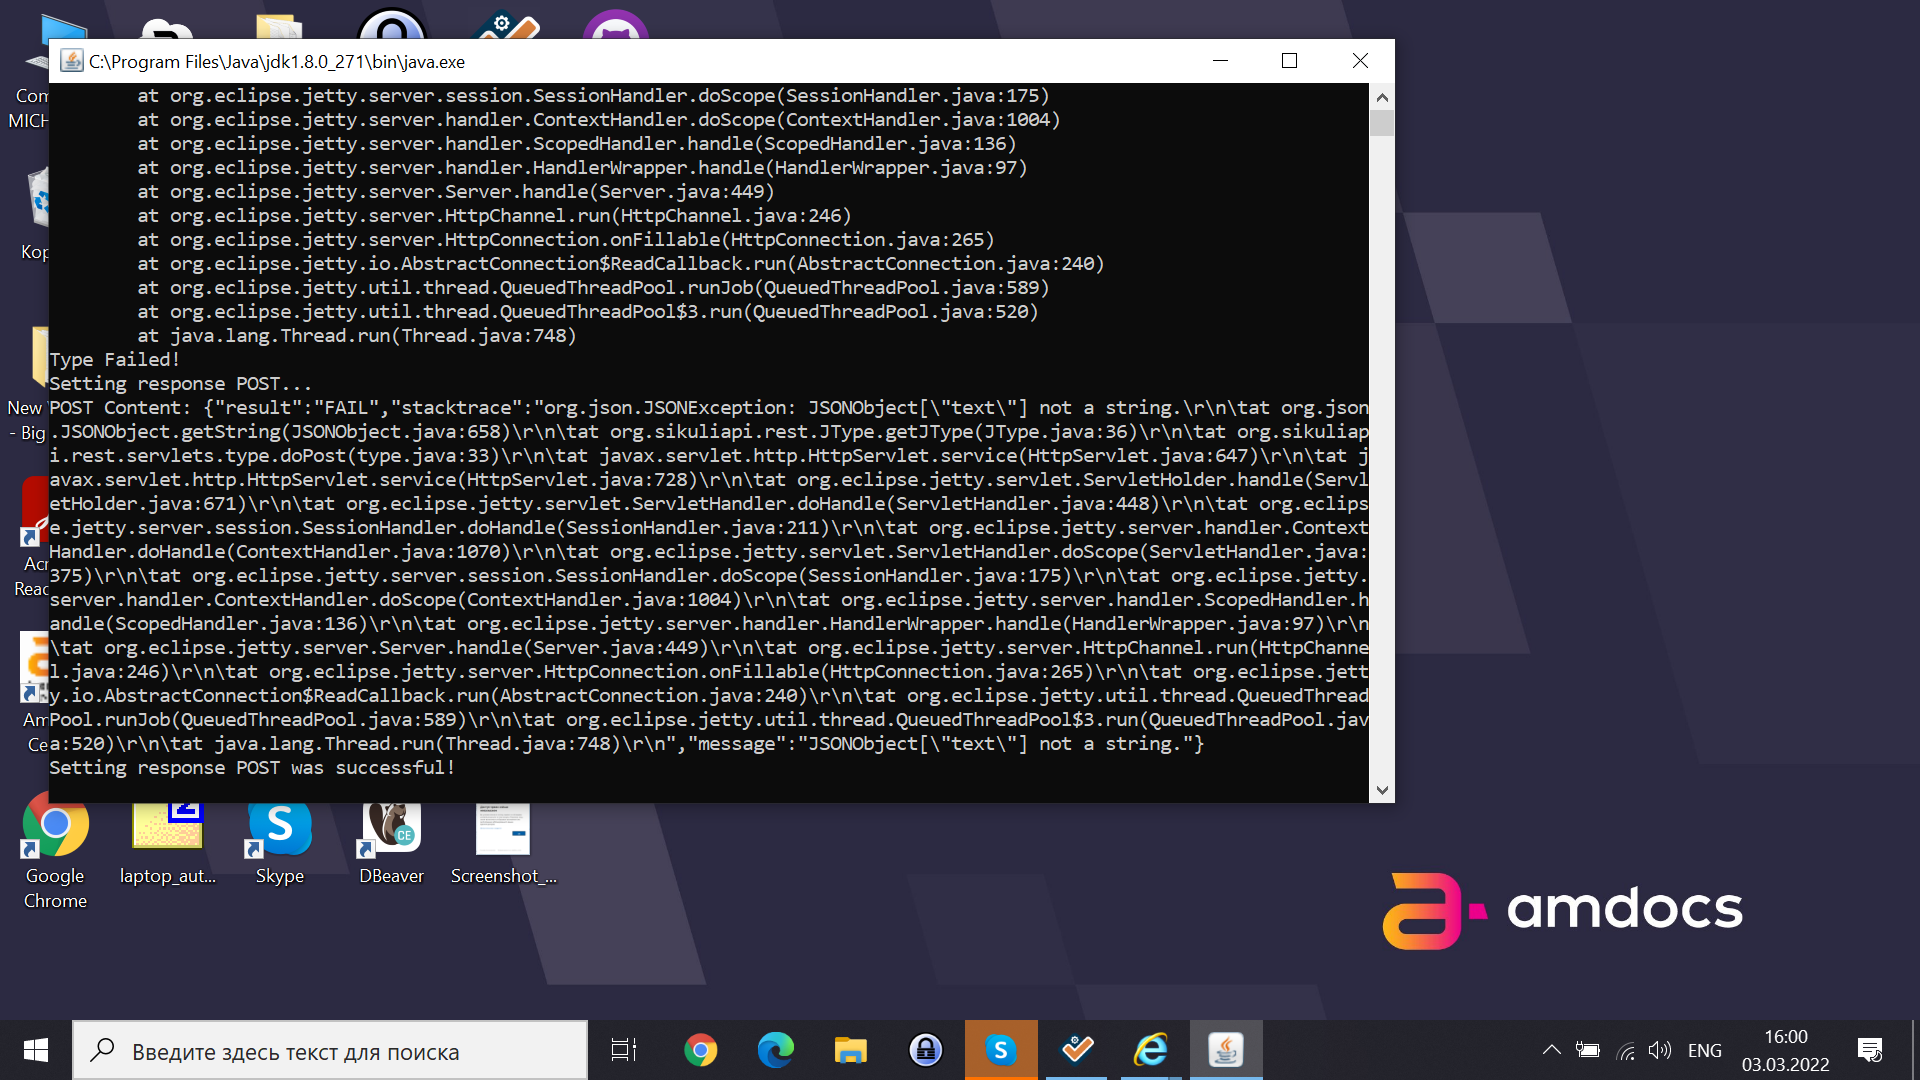 C:\Program Files\Java\jdk1.8.0_271\bin\java.exe
at org.eclipse.jetty.server.session.SessionHandler.doScope(SessionHandler.java:175)
at org.eclipse.jetty.server.handler.ContextHandler.doScope(ContextHandler.java:1004)
at org.eclipse.jetty.server.handler.ScopedHandler.handle(ScopedHandler.java:136)
at org.eclipse.jetty.server.handler.HandlerWrapper.handle(HandlerWrapper.java:97)
at org.eclipse.jetty.server.Server.handle(Server.java:449)
at org.eclipse.jetty.server.HttpChannel.run(HttpChannel.java:246)
at org.eclipse.jetty.server.HttpConnection.onFillable(HttpConnection.java:265)
at org.eclipse.jetty.io.AbstractConnection$ReadCallback.run(AbstractConnection.java:240)
at org.eclipse.jetty.util.thread.QueuedThreadPool.runJob(QueuedThreadPool.java:589)
at org.eclipse.jetty.util.thread.QueuedThreadPool$3.run(QueuedThreadPool.java:520)
at java.lang.Thread.run(Thread.java:748)
Type Failed!
Setting response POST...
POST Content: {"result":"FAIL","stacktrace":"org.json.JSONException: JSONObject[\"text\"] not a string.\r\n\tat org.json
.JSONObject.getString(JSONObject.java:658)\r\n\tat org.sikuliapi.rest.JType.getJType(JType.java:36)\r\n\tat org.sikuliap
i.rest.servlets.type.doPost(type.java:33)\r\n\tat javax.servlet.http.HttpServlet.service(HttpServlet.java:647)\r\n\tat j
avax.servlet.http.HttpServlet.service(HttpServlet.java:728)\r\n\tat org.eclipse.jetty.servlet.ServletHolder.handle(Servl
etHolder.java:671)\r\n\tat org.eclipse.jetty.servlet.ServletHandler.doHandle(ServletHandler.java:448)\r\n\tat org.eclips
e.jetty.server.session.SessionHandler.doHandle(SessionHandler.java:211)\r\n\tat org.eclipse.jetty.server.handler.Context
Handler.doHandle(ContextHandler.java:1070)\r\n\tat org.eclipse.jetty.servlet.ServletHandler.doScope(ServletHandler.java:
375)\r\n\tat org.eclipse.jetty.server.session.SessionHandler.doScope(SessionHandler.java:175)\r\n\tat org.eclipse.jetty.
server.handler.ContextHandler.doScope(ContextHandler.java:1004)\r\n\tat org.eclipse.jetty.server.handler.ScopedHandler.h
andle(ScopedHandler.java:136)\r\n\tat org.eclipse.jetty.server.handler.HandlerWrapper.handle(HandlerWrapper.java:97)\r\n
\tat org.eclipse.jetty.server.Server.handle(Server.java:449)\r\n\tat org.eclipse.jetty.server.HttpChannel.run(HttpChanne
l.java:246)\r\n\tat org.eclipse.jetty.server.HttpConnection.onFillable(HttpConnection.java:265)\r\n\tat org.eclipse.jett
y.io.AbstractConnection$ReadCallback.run(AbstractConnection.java:240)\r\n\tat org.eclipse.jetty.util.thread.QueuedThread
Pool.runJob(QueuedThreadPool.java:589)\r\n\tat org.eclipse.jetty.util.thread.QueuedThreadPool$3.run(QueuedThreadPool.jav
a:520)\r\n\tat java.lang.Thread.run(Thread.java:748)\r\n","message":"JSONObject[\"text\"] not a string."}
Setting response POST was successful!
Com
MICH
Кор
New
- Big
Acr
Read
Am
Ce
Google
Chrome
laptop_aut...
Skype
DBeaver
CE
Screenshot_...
amdocs
Введите здесь текст для поиска
ENG
16:00
03.03.2022